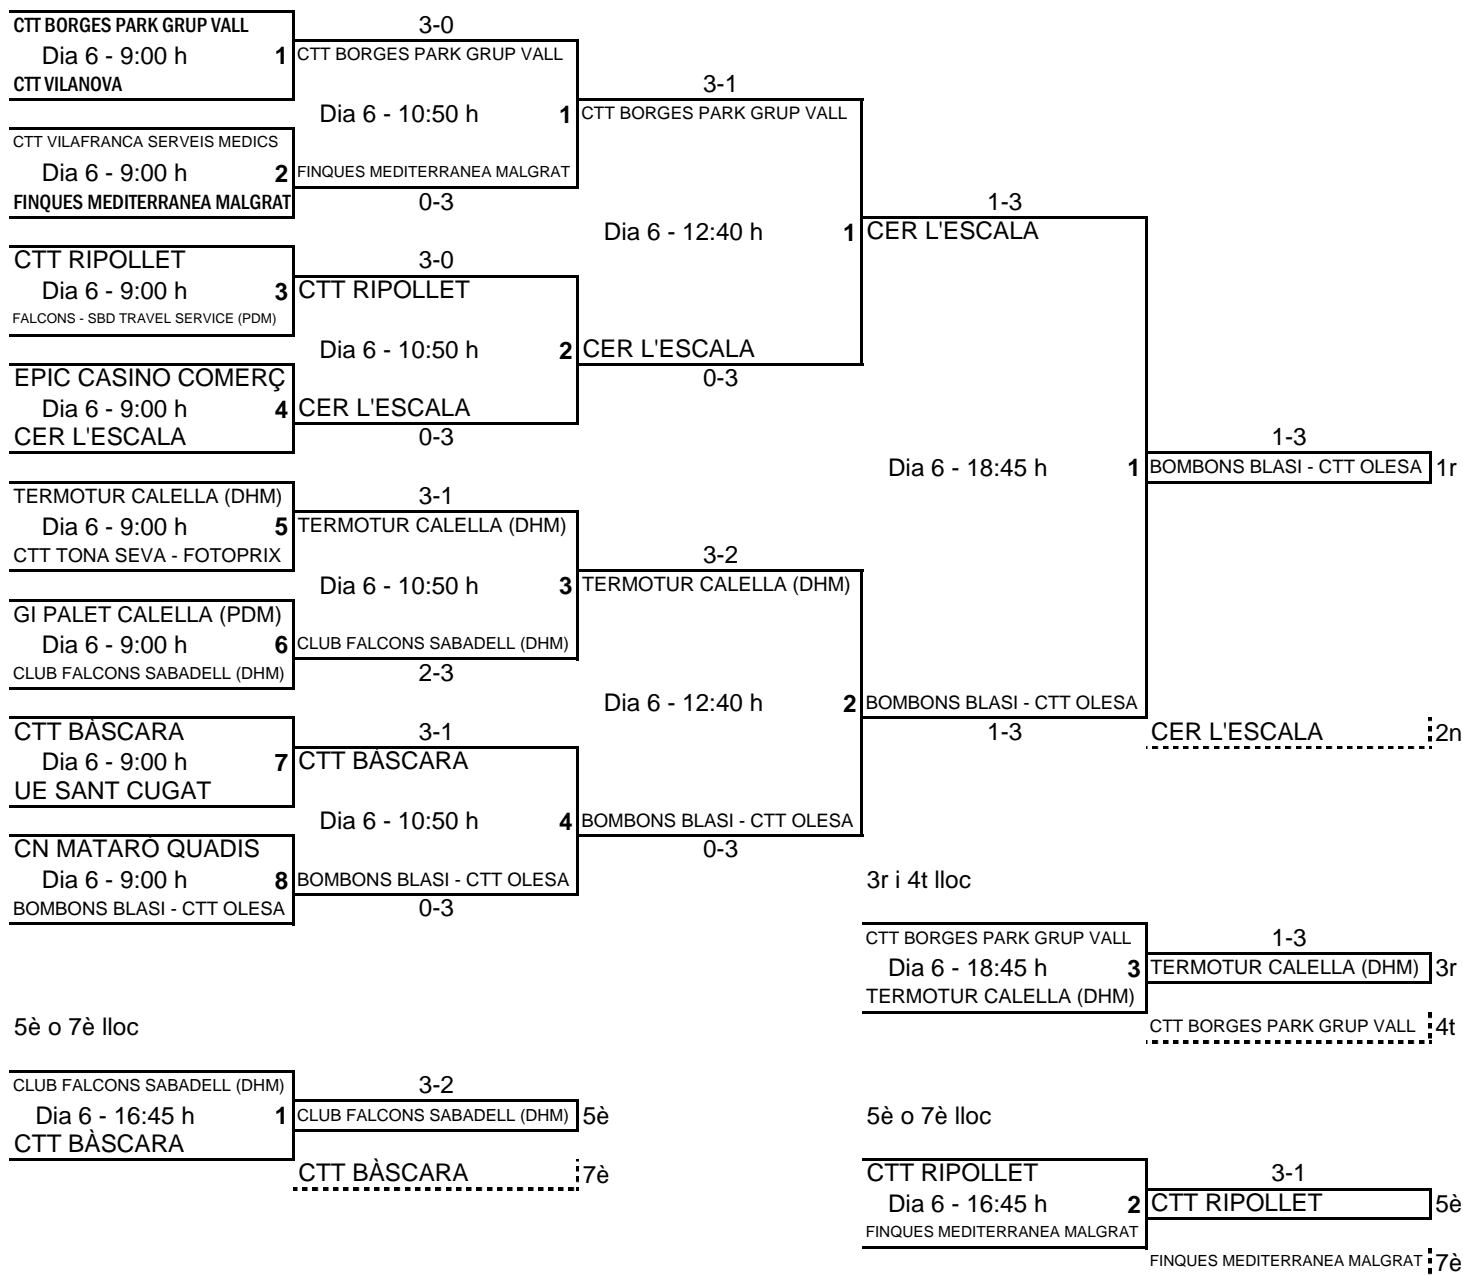 CTT BORGES PARK GRUP VALL
Dia 6 - 9:00 h 1
CTT VILANOVA
3-0
CTT BORGES PARK GRUP VALL
Dia 6 - 10:50 h 1
FINQUES MEDITERRANEA MALGRAT
0-3
CTT VILAFRANCA SERVEIS MEDICS
Dia 6 - 9:00 h 2
FINQUES MEDITERRANEA MALGRAT
3-1
CTT BORGES PARK GRUP VALL
Dia 6 - 12:40 h 1
CER L'ESCALA
0-3
CTT RIPOLLET
Dia 6 - 9:00 h 3
FALCONS - SBD TRAVEL SERVICE (PDM)
3-0
CTT RIPOLLET
Dia 6 - 10:50 h 2
CER L'ESCALA
0-3
EPIC CASINO COMERÇ
Dia 6 - 9:00 h 4
CER L'ESCALA
1-3
CER L'ESCALA
Dia 6 - 18:45 h 1
BOMBONS BLASI - CTT OLESA
1-3
1-3
BOMBONS BLASI - CTT OLESA 1r
CER L'ESCALA 2n
TERMOTUR CALELLA (DHM)
Dia 6 - 9:00 h 5
CTT TONA SEVA - FOTOPRIX
3-1
TERMOTUR CALELLA (DHM)
Dia 6 - 10:50 h 3
CLUB FALCONS SABADELL (DHM)
2-3
GI PALET CALELLA (PDM)
Dia 6 - 9:00 h 6
CLUB FALCONS SABADELL (DHM)
3-2
TERMOTUR CALELLA (DHM)
Dia 6 - 12:40 h 2
BOMBONS BLASI - CTT OLESA
0-3
CTT BÀSCARA
Dia 6 - 9:00 h 7
UE SANT CUGAT
3-1
CTT BÀSCARA
Dia 6 - 10:50 h 4
BOMBONS BLASI - CTT OLESA
0-3
CN MATARÓ QUADIS
Dia 6 - 9:00 h 8
BOMBONS BLASI - CTT OLESA
3r i 4t lloc
CTT BORGES PARK GRUP VALL
Dia 6 - 18:45 h 3
TERMOTUR CALELLA (DHM)
1-3
TERMOTUR CALELLA (DHM) 3r
CTT BORGES PARK GRUP VALL 4t
5è o 7è lloc
CLUB FALCONS SABADELL (DHM)
Dia 6 - 16:45 h 1
CTT BÀSCARA
3-2
CLUB FALCONS SABADELL (DHM) 5è
CTT BÀSCARA 7è
5è o 7è lloc
CTT RIPOLLET
Dia 6 - 16:45 h 2
FINQUES MEDITERRANEA MALGRAT
3-1
CTT RIPOLLET 5è
FINQUES MEDITERRANEA MALGRAT 7è